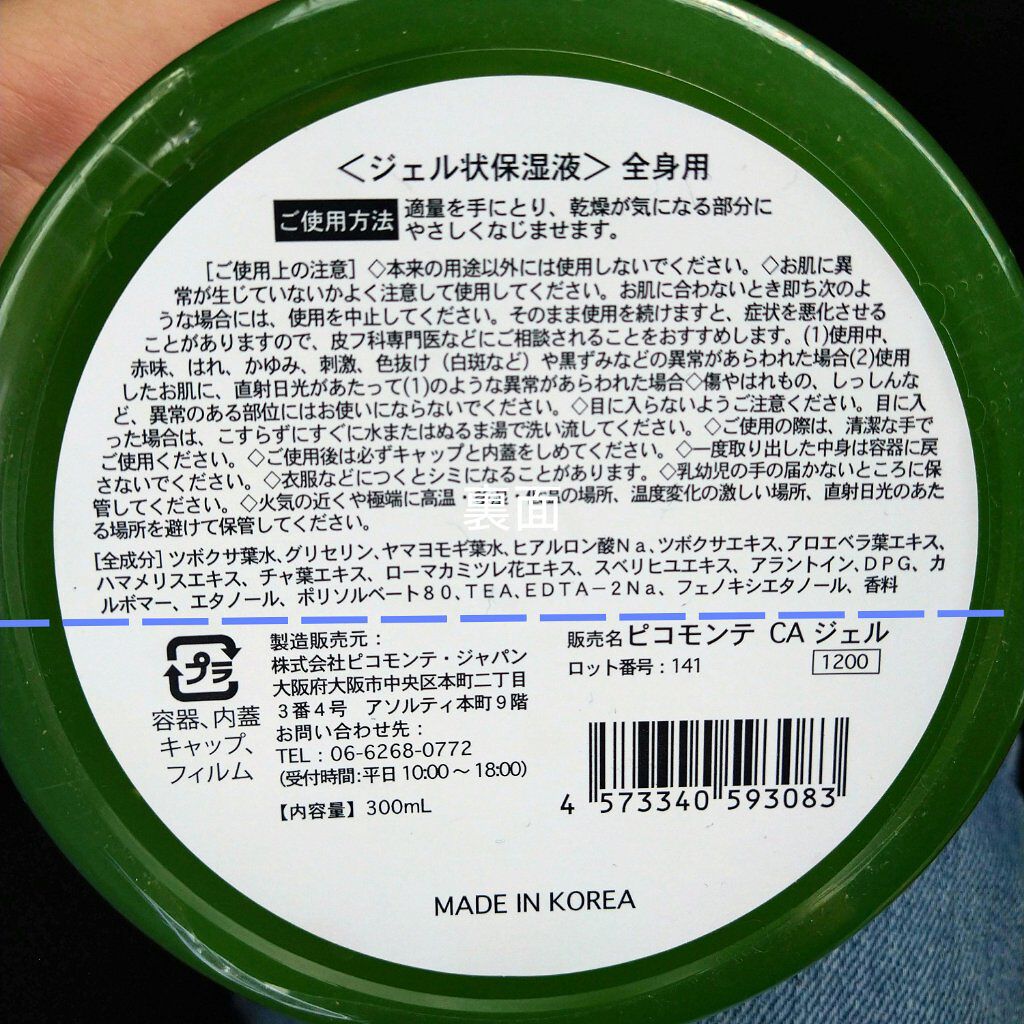 ＜ジェル状保湿液＞ 全身用
ご使用方法 適量を手にとり、乾燥が気になる部分に
やさしくなじませます。
［ご使用上の注意］◇本来の用途以外には使用しないでください。◇お肌に異
常が生じていないかよく注意して使用してください。お肌に合わないとき即ち次のよ
うな場合には、使用を中止してください。そのまま使用を続けますと、症状を悪化させる
ことがありますので、皮フ科専門医などにご相談されることをおすすめします。(1)使用中、
赤味、はれ、かゆみ、刺激、色抜け（白斑など）や黒ずみなどの異常があらわれた場合(2)使用
したお肌に、直射日光があたって(1)のような異常があらわれた場合◇傷やはれもの、しっしんな
ど、異常のある部位にはお使いにならないでください。◇目に入らないようご注意ください。目に入
った場合は、こすらずにすぐに水またはぬるま湯で洗い流してください。◇ご使用の際は、清潔な手で
ご使用ください。◇ご使用後は必ずキャップと内蓋をしめてください。◇一度取り出した中身は容器に戻
さないでください。◇衣服などにつくとシミになることがあります。◇乳幼児の手の届かないところに保
管してください。◇火気の近くや極端に高温・の場所、温度変化の激しい場所、直射日光のあた
る場所を避けて保管してください。
裏面
[全成分] ツボクサ葉水、グリセリン、ヤマヨモギ葉水、ヒアルロン酸Ｎａ、ツボクサエキス、アロエベラ葉エキス、
ハマメリスエキス、チャ葉エキス、ローマカミツレ花エキス、スベリヒユエキス、アラントイン、ＤＰＧ、カ
ルボマー、エタノール、ポリソルベート８０、ＴＥＡ、ＥＤＴＡ－２Ｎａ、フェノキシエタノール、香料
プラ
容器、内蓋
キャップ、
フィルム
製造販売元：
株式会社ピコモンテ・ジャパン
大阪府大阪市中央区本町二丁目
３番４号 アソルティ本町９階
お問い合わせ先：
TEL：06-6268-0772
（受付時間：平日 10:00～18:00）
【内容量】300mL
販売名 ピコモンテ CA ジェル
ロット番号：141
1200
4 573340 593083
MADE IN KOREA